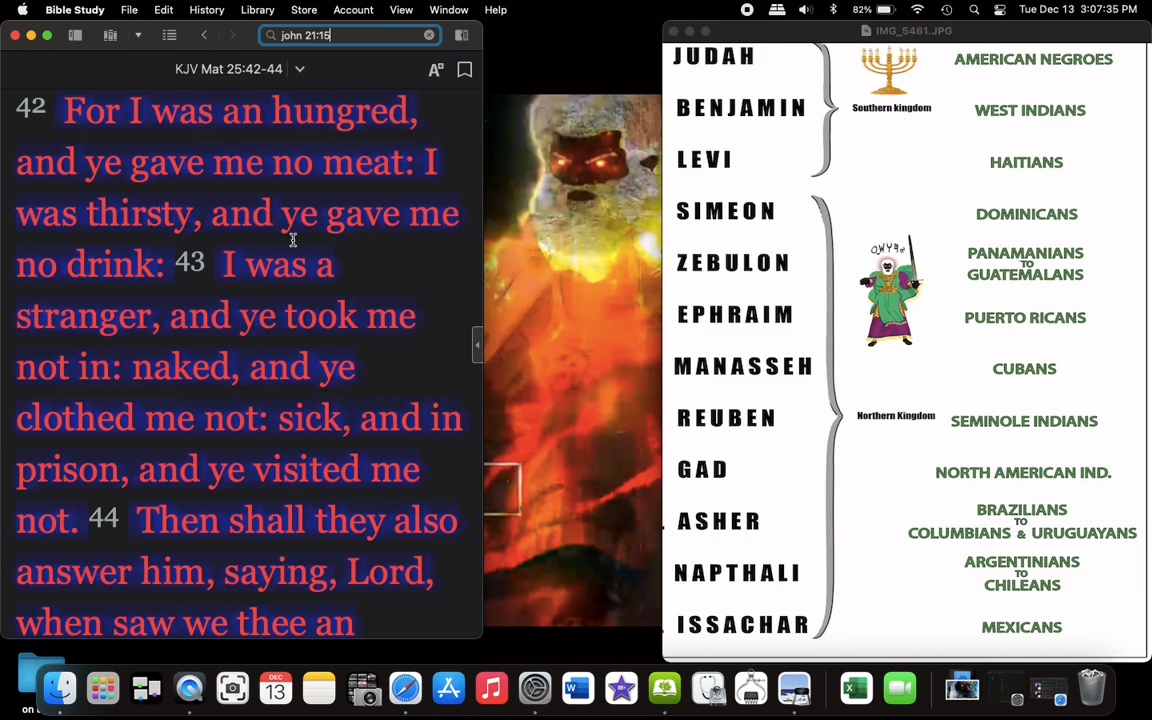 Bible Study File Edit History Library Store Account View Window Help 82% Tue Dec 13 3:07:35 PM
john 21:15
IMG_5461.JPG
KJV Mat 25:42-44
42 For I was an hungred,
and ye gave me no meat: I
was thirsty, and ye gave me
no drink: 43 I was a
stranger, and ye took me
not in: naked, and ye
clothed me not: sick, and in
prison, and ye visited me
not. 44 Then shall they also
answer him, saying, Lord,
when saw we thee an
JUDAH
AMERICAN NEGROES
BENJAMIN
Southern kingdom
WEST INDIANS
LEVI
HAITIANS
SIMEON
DOMINICANS
ZEBULON
PANAMANIANS
TO
GUATEMALANS
EPHRAIM
PUERTO RICANS
MANASSEH
CUBANS
REUBEN
Northern Kingdom
SEMINOLE INDIANS
GAD
NORTH AMERICAN IND.
ASHER
BRAZILIANS
TO
COLUMBIANS & URUGUAYANS
NAPTHALI
ARGENTINIANS
TO
CHILEANS
ISSACHAR
MEXICANS
DEC
13
on